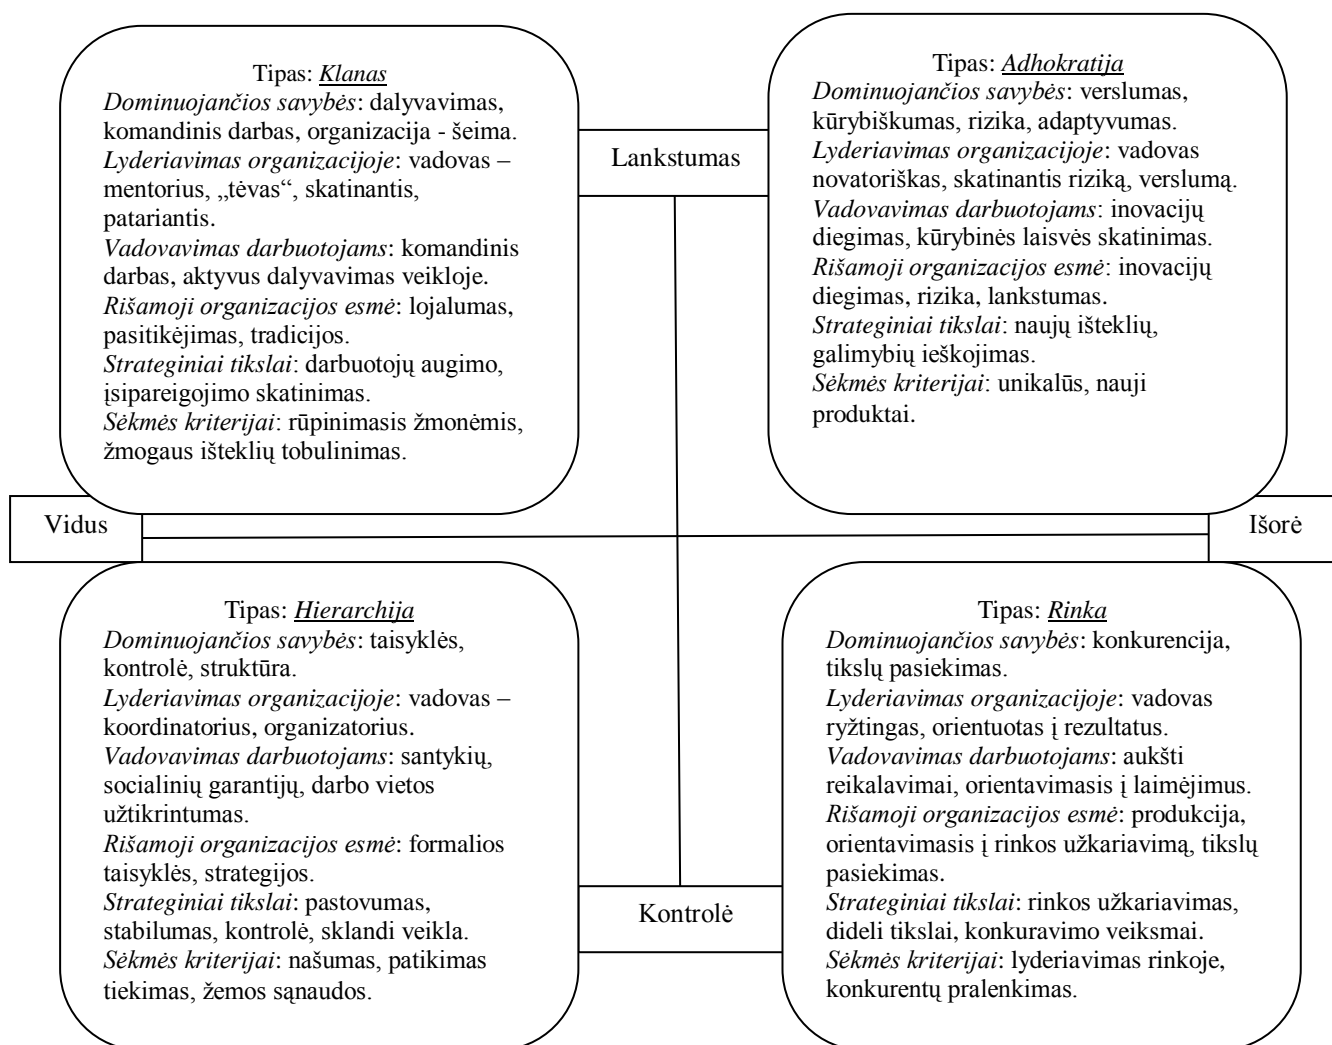 Tipas: Klanas
Dominuojančios savybės: dalyvavimas,
komandinis darbas, organizacija - šeima.
Lyderiavimas organizacijoje: vadovas –
mentorius, „tėvas“, skatinantis,
patariantis.
Vadovavimas darbuotojams: komandinis
darbas, aktyvus dalyvavimas veikloje.
Rišamoji organizacijos esmė: lojalumas,
pasitikėjimas, tradicijos.
Strateginiai tikslai: darbuotojų augimo,
įsipareigojimo skatinimas.
Sėkmės kriterijai: rūpinimasis žmonėmis,
žmogaus išteklių tobulinimas.
Lankstumas
Tipas: Adhokratija
Dominuojančios savybės: verslumas,
kūrybiškumas, rizika, adaptyvumas.
Lyderiavimas organizacijoje: vadovas
novatoriškas, skatinantis riziką, verslumą.
Vadovavimas darbuotojams: inovacijų
diegimas, kūrybinės laisvės skatinimas.
Rišamoji organizacijos esmė: inovacijų
diegimas, rizika, lankstumas.
Strateginiai tikslai: naujų išteklių,
galimybių ieškojimas.
Sėkmės kriterijai: unikalūs, nauji
produktai.
Vidus
Išorė
Tipas: Hierarchija
Dominuojančios savybės: taisyklės,
kontrolė, struktūra.
Lyderiavimas organizacijoje: vadovas –
koordinatorius, organizatorius.
Vadovavimas darbuotojams: santykių,
socialinių garantijų, darbo vietos
užtikrintumas.
Rišamoji organizacijos esmė: formalios
taisyklės, strategijos.
Strateginiai tikslai: pastovumas,
stabilumas, kontrolė, sklandi veikla.
Sėkmės kriterijai: našumas, patikimas
tiekimas, žemos sąnaudos.
Kontrolė
Tipas: Rinka
Dominuojančios savybės: konkurencija,
tikslų pasiekimas.
Lyderiavimas organizacijoje: vadovas
ryžtingas, orientuotas į rezultatus.
Vadovavimas darbuotojams: aukšti
reikalavimai, orientavimasis į laimėjimus.
Rišamoji organizacijos esmė: produkcija,
orientavimasis į rinkos užkariavimą, tikslų
pasiekimas.
Strateginiai tikslai: rinkos užkariavimas,
dideli tikslai, konkuravimo veiksmai.
Sėkmės kriterijai: lyderiavimas rinkoje,
konkurentų pralenkimas.